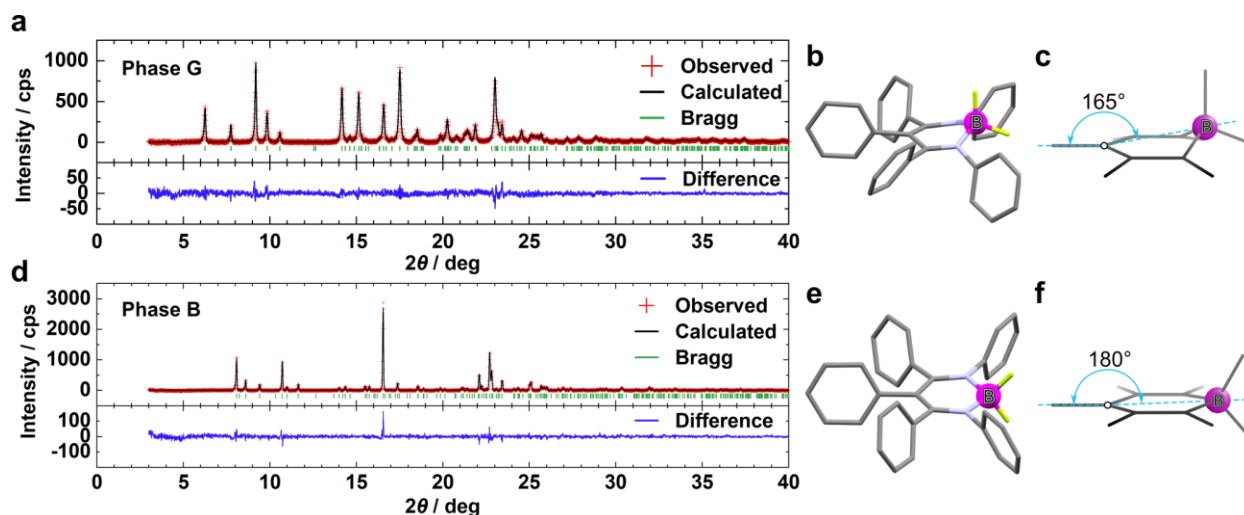 a
Phase G
Intensity / cps
1000
500
0
50
0
-50
Observed
Calculated
Bragg
Difference
0 5 10 15 20 25 30 35 40
2θ / deg
b
B
c
165°
B
d
Phase B
Intensity / cps
3000
2000
1000
0
100
0
-100
Observed
Calculated
Bragg
Difference
0 5 10 15 20 25 30 35 40
2θ / deg
e
B
f
180°
B